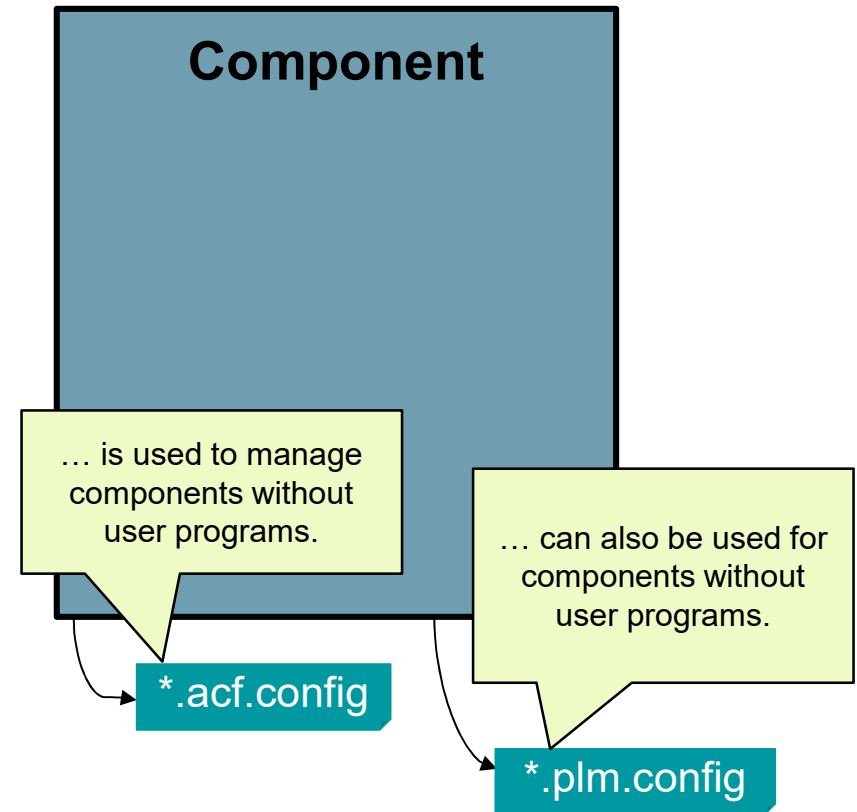 Component
… is used to manage
components without
user programs.
… can also be used for
components without
user programs.
*.acf.config
*.plm.config